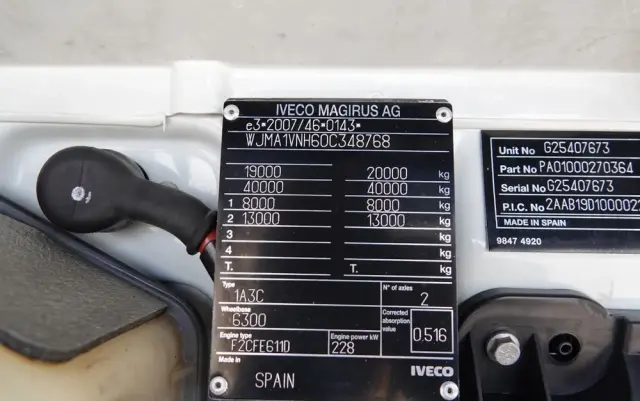 IVECO MAGIRUS AG
e3*2007/46*0143*
WJMA1VNH60C348768
19000 20000 kg
40000 40000 kg
1 8000 8000 kg
2 13000 13000 kg
3 kg
4 kg
T. T. kg
Type 1A3C N° of axles 2
Wheelbase 6300
Corrected absorption value 0.516
Engine type F2CFE611D Engine power kW 228
Made in SPAIN IVECO
Unit No G25407673
Part No PA01000270364
Serial No G25407673
P.I.C. No 2AAB19D1000022
MADE IN SPAIN
9847 4920